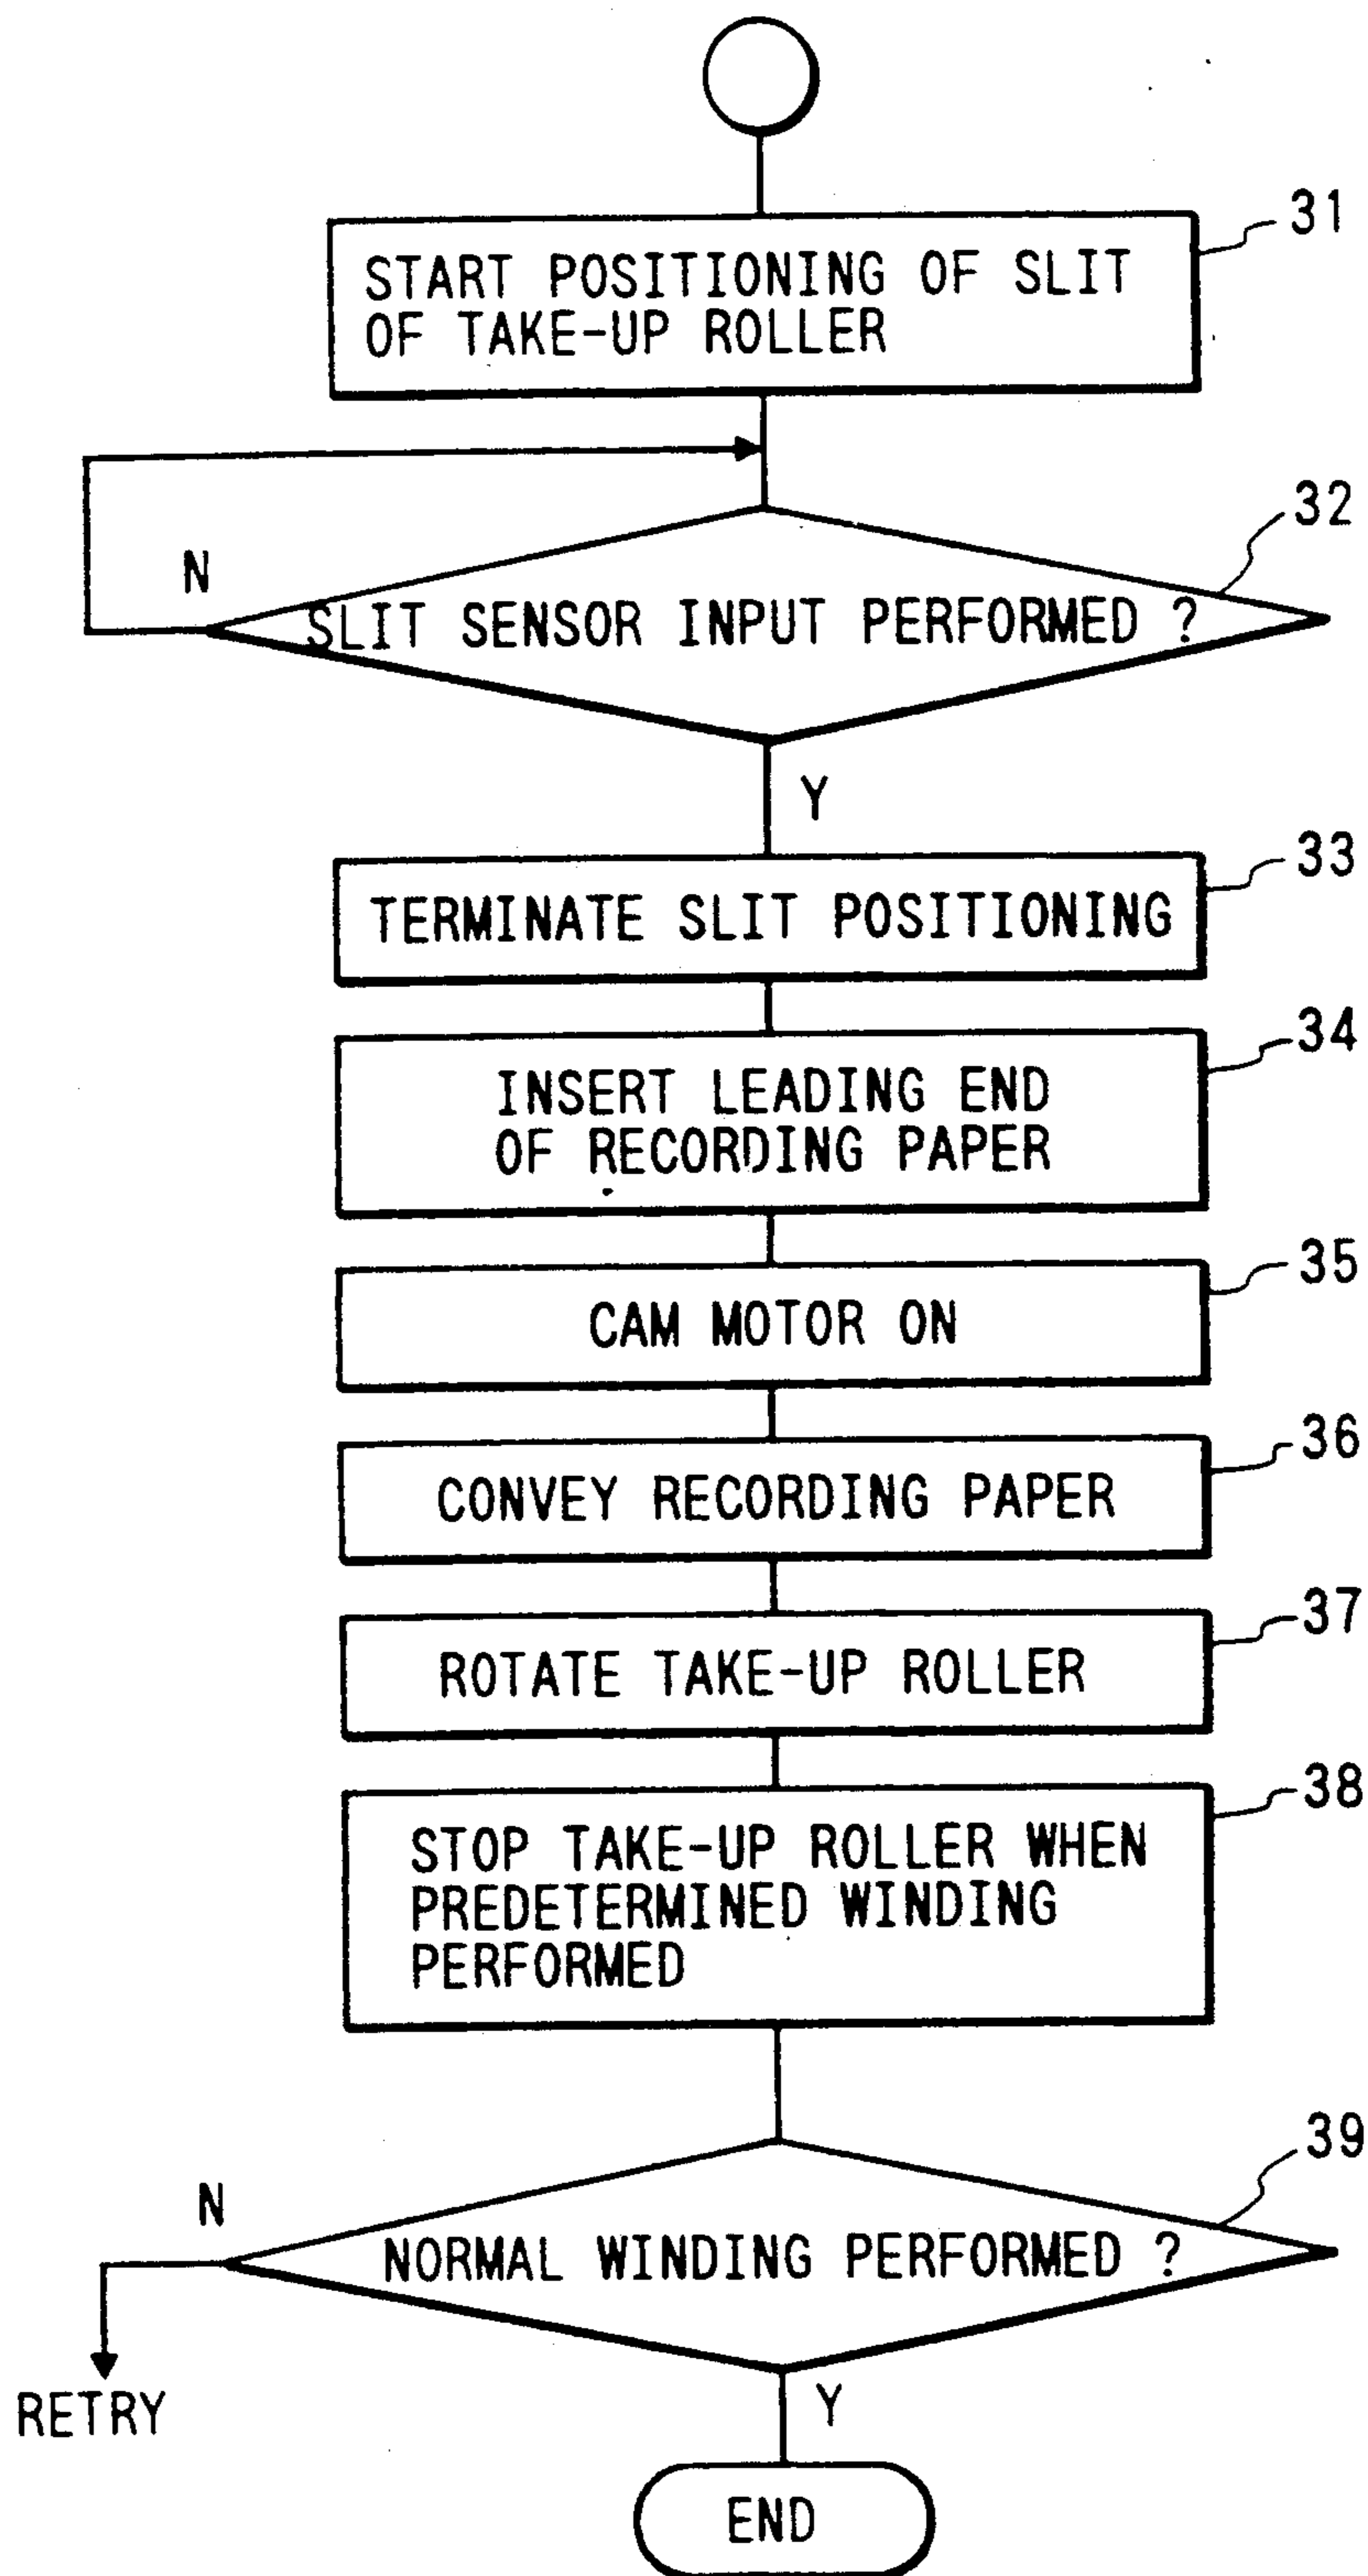 31
START POSITIONING OF SLIT
OF TAKE-UP ROLLER
32
N
SLIT SENSOR INPUT PERFORMED ?
Y
33
TERMINATE SLIT POSITIONING
34
INSERT LEADING END
OF RECORDING PAPER
35
CAM MOTOR ON
36
CONVEY RECORDING PAPER
37
ROTATE TAKE-UP ROLLER
38
STOP TAKE-UP ROLLER WHEN
PREDETERMINED WINDING
PERFORMED
39
N
NORMAL WINDING PERFORMED ?
RETRY
Y
END